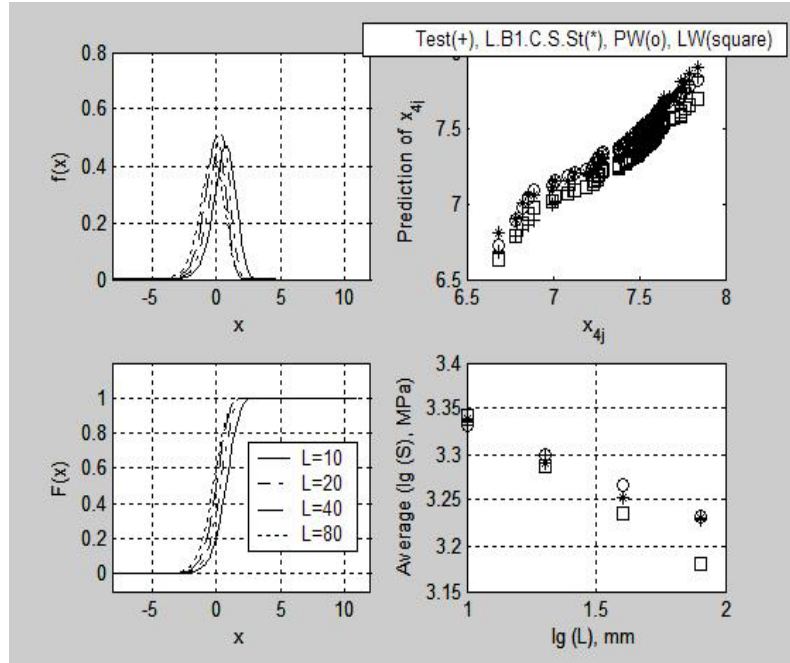 Test(+), L.B1.C.S.St(*), PW(o), LW(square)
0.8
0.6
0.4
0.2
0
f(x)
-5
0
5
10
x
7.5
7
6.5
Prediction of x4j
6.5
7
7.5
8
x4j
1
0.8
0.6
0.4
0.2
0
F(x)
L=10
L=20
L=40
L=80
-5
0
5
10
x
3.4
3.35
3.3
3.25
3.2
3.15
Average (lg (S), MPa)
1
1.5
2
lg (L), mm